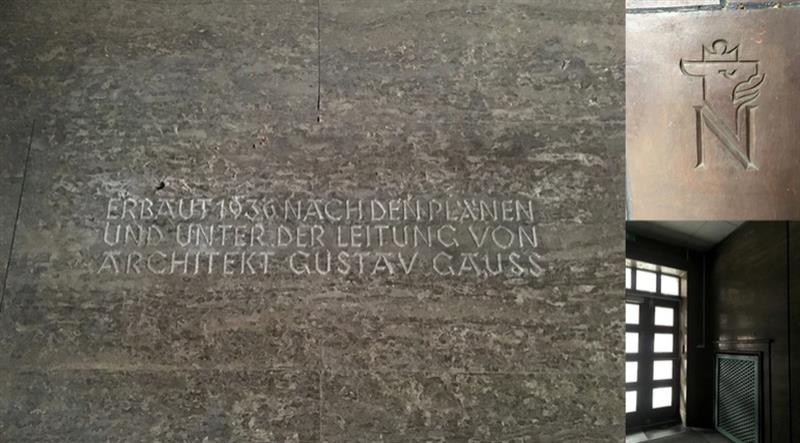 ERBAUT 1936 NACH DEN PLÄNEN
UND UNTER DER LEITUNG VON
ARCHITEKT GUSTAV GAUSS
N